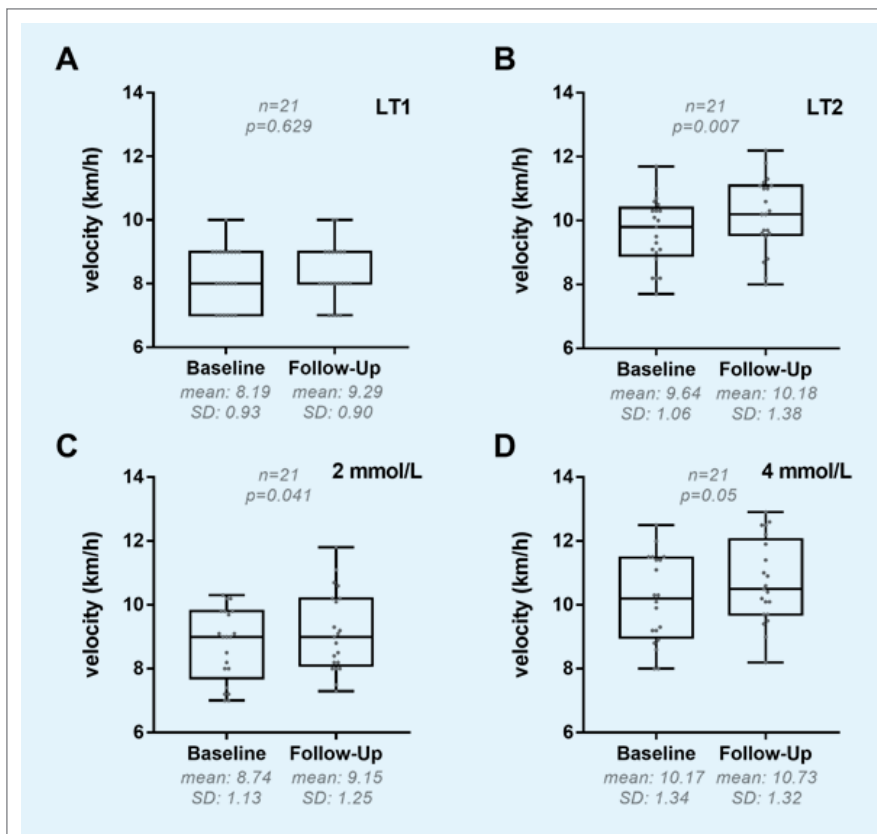 A
n=21
p=0.629
LT1
velocity (km/h)
14
12
10
8
6
Baseline
Follow-Up
mean: 8.19
mean: 9.29
SD: 0.93
SD: 0.90
B
n=21
p=0.007
LT2
velocity (km/h)
14
12
10
8
6
Baseline
Follow-Up
mean: 9.64
mean: 10.18
SD: 1.06
SD: 1.38
C
n=21
p=0.041
2 mmol/L
velocity (km/h)
14
12
10
8
6
Baseline
Follow-Up
mean: 8.74
mean: 9.15
SD: 1.13
SD: 1.25
D
n=21
p=0.05
4 mmol/L
velocity (km/h)
14
12
10
8
6
Baseline
Follow-Up
mean: 10.17
mean: 10.73
SD: 1.34
SD: 1.32